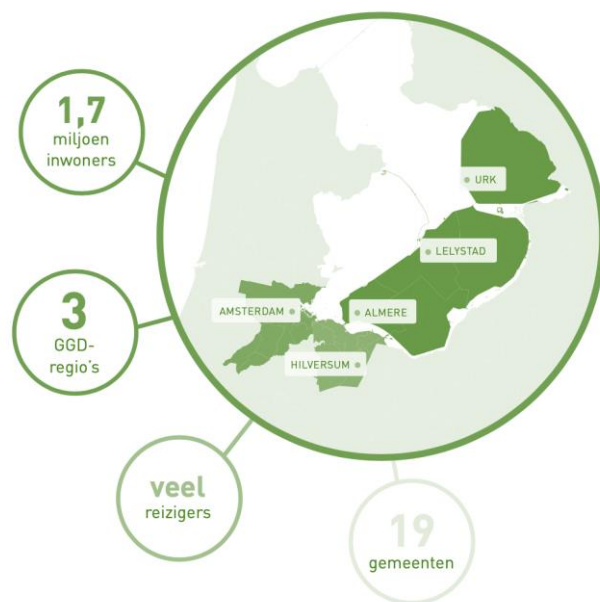 1,7
miljoen
inwoners
URK
LELYSTAD
AMSTERDAM
ALMERE
HILVERSUM
3
GGD-
regio's
veel
reizigers
19
gemeenten